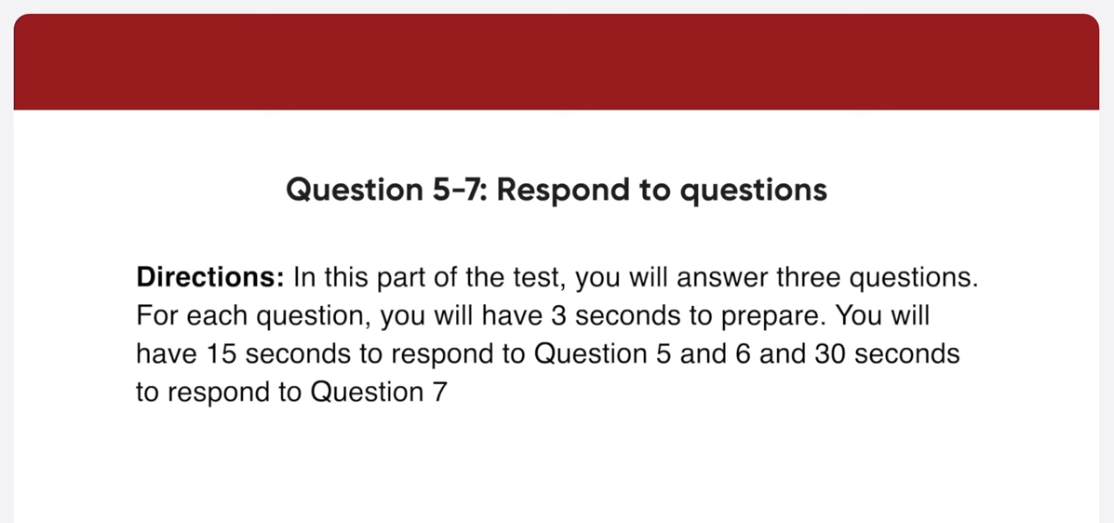 Question 5-7: Respond to questions
Directions: In this part of the test, you will answer three questions.
For each question, you will have 3 seconds to prepare. You will
have 15 seconds to respond to Question 5 and 6 and 30 seconds
to respond to Question 7